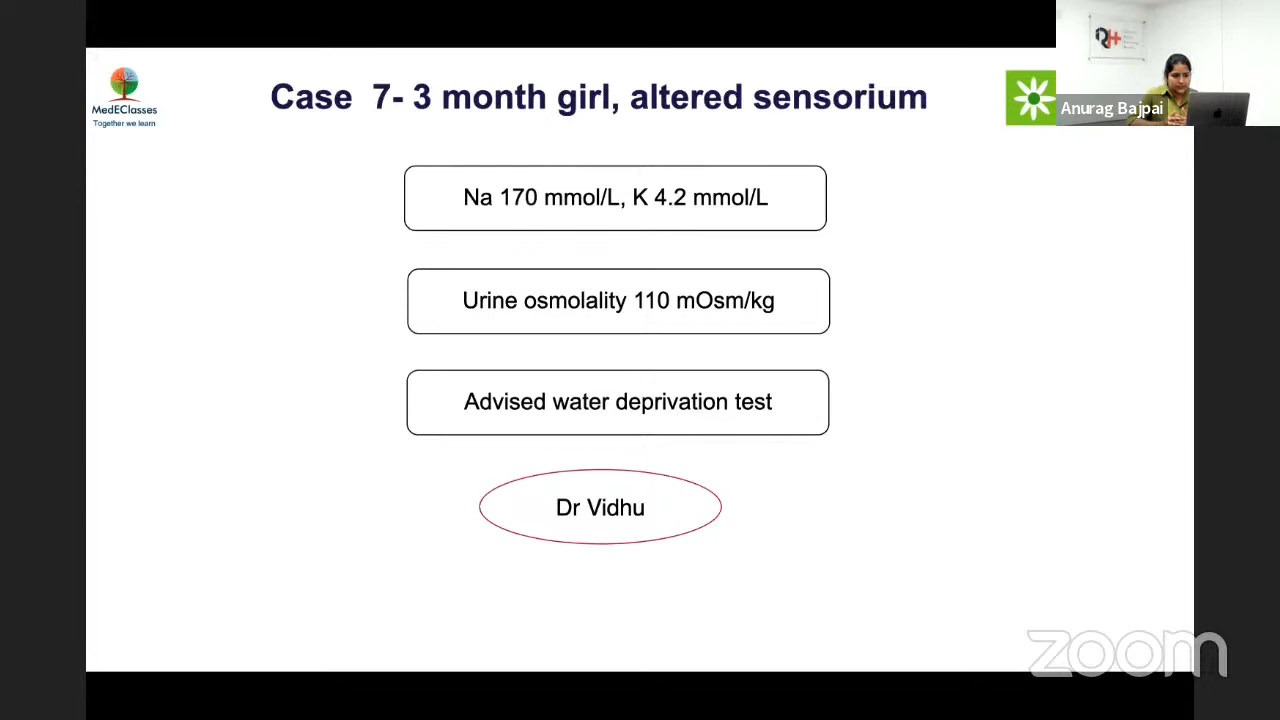 MedEClasses
Together we learn
Case 7- 3 month girl, altered sensorium
Anurag Bajpai
Na 170 mmol/L, K 4.2 mmol/L
Urine osmolality 110 mOsm/kg
Advised water deprivation test
Dr Vidhu
zoom